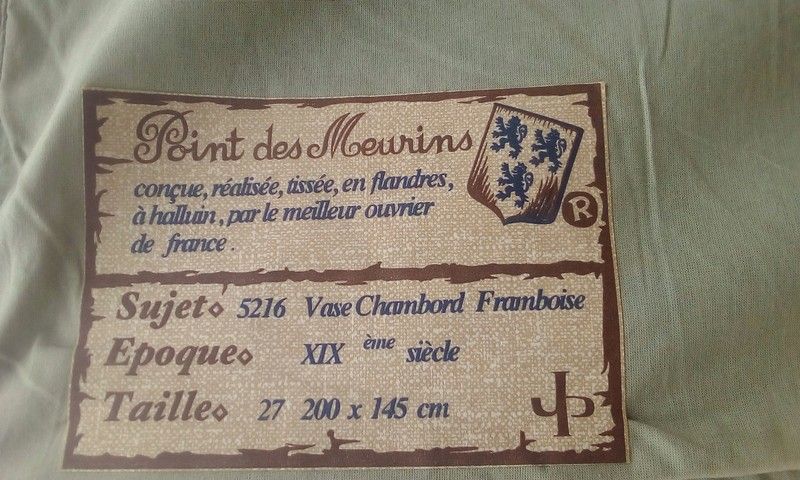 Point des Meurins
conçue, réalisée, tissée, en flandres,
à halluin, par le meilleur ouvrier
de france.
R
Sujet 5216 Vase Chambord Framboise
Epoque XIX ème siècle
Taille 27 200 x 145 cm